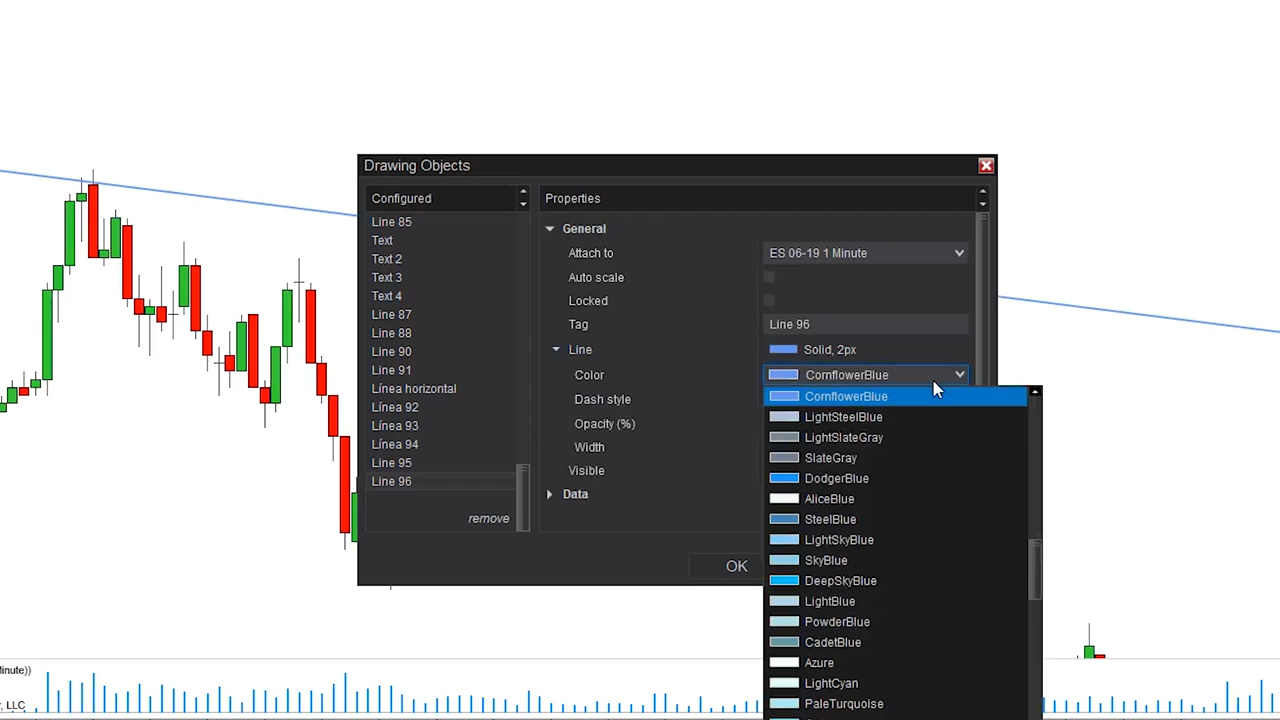 Drawing Objects
Configured
Line 85
Text
Text 2
Text 3
Text 4
Line 87
Line 88
Line 90
Line 91
Línea horizontal
Línea 92
Línea 93
Línea 94
Line 95
Line 96
remove
Properties
General
Attach to ES 06-19 1 Minute
Auto scale
Locked
Tag Line 96
Line Solid, 2px
Color CornflowerBlue
Dash style
Opacity (%)
Width
Visible
Data
OK
CornflowerBlue
LightSteelBlue
LightSlateGray
SlateGray
DodgerBlue
AliceBlue
SteelBlue
LightSkyBlue
SkyBlue
DeepSkyBlue
LightBlue
PowderBlue
CadetBlue
Azure
LightCyan
PaleTurquoise
inute))
r, LLC